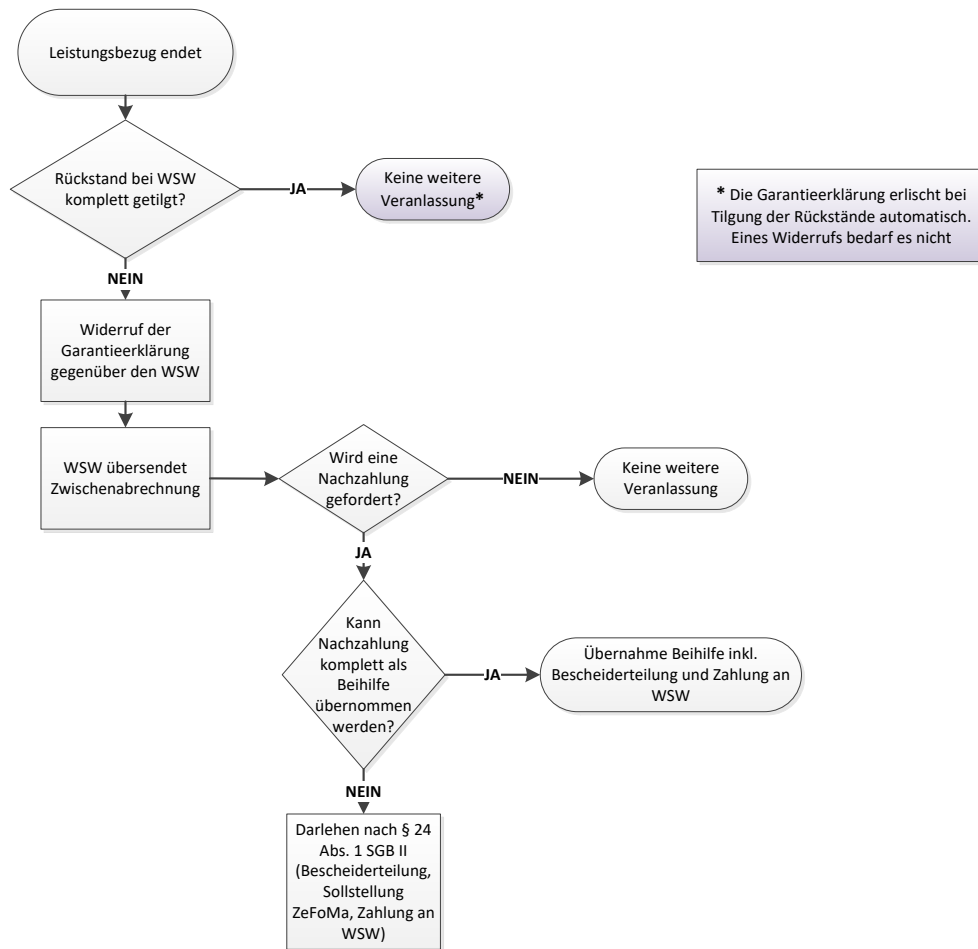 Leistungsbezug endet
Rückstand bei WSW
komplett getilgt?
JA
Keine weitere
Veranlassung*
* Die Garantieerklärung erlischt bei
Tilgung der Rückstände automatisch.
Eines Widerrufs bedarf es nicht
NEIN
Widerruf der
Garantieerklärung
gegenüber den WSW
WSW übersendet
Zwischenabrechnung
Wird eine
Nachzahlung
gefordert?
NEIN
Keine weitere
Veranlassung
JA
Kann
Nachzahlung
komplett als
Beihilfe
übernommen
werden?
JA
Übernahme Beihilfe inkl.
Bescheiderteilung und Zahlung an
WSW
NEIN
Darlehen nach § 24
Abs. 1 SGB II
(Bescheiderteilung,
Sollstellung
ZeFoMa, Zahlung an
WSW)